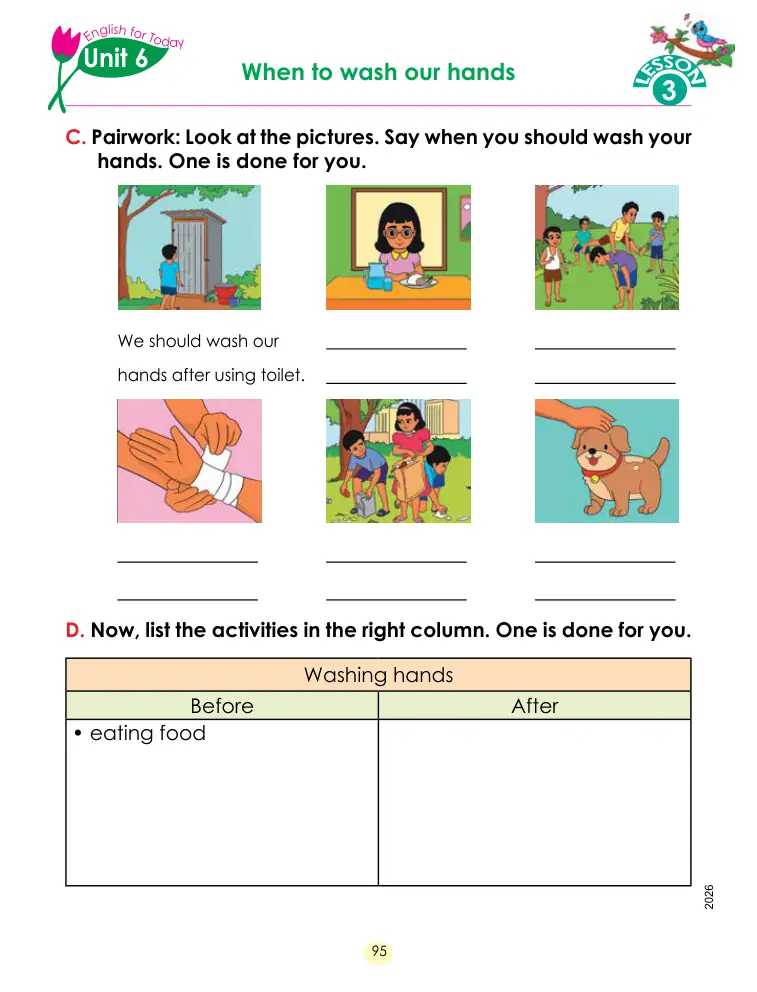 English for Today
Unit 6
When to wash our hands
LESSON
3
C. Pairwork: Look at the pictures. Say when you should wash your
hands. One is done for you.
We should wash our
hands after using toilet.
D. Now, list the activities in the right column. One is done for you.
Washing hands
Before After
• eating food
2026
95